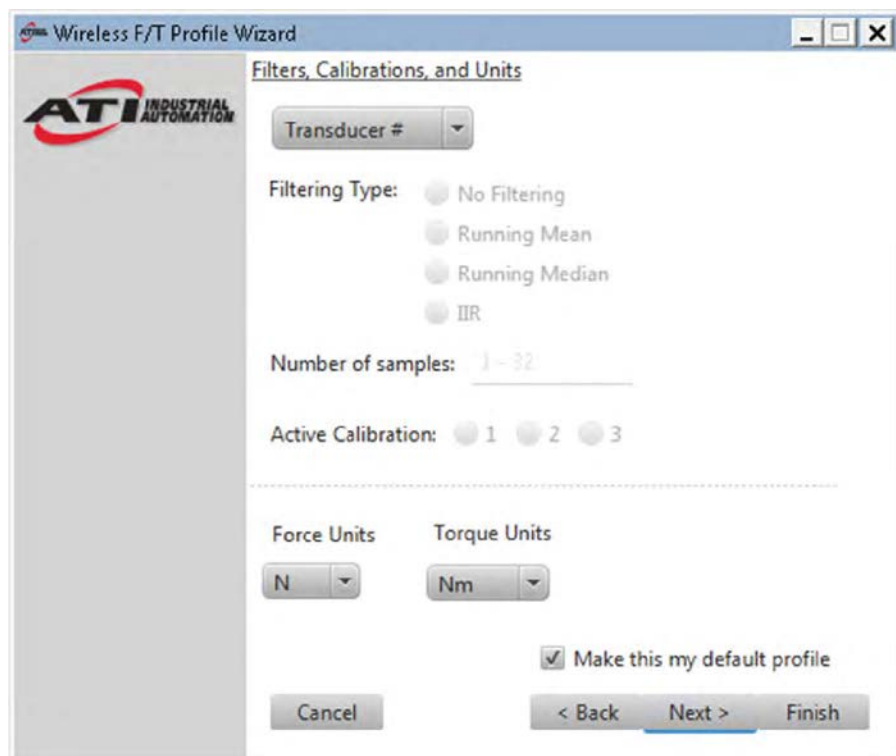 Wireless F/T Profile Wizard
ATI INDUSTRIAL AUTOMATION
Filters, Calibrations, and Units
Transducer #
Filtering Type:
No Filtering
Running Mean
Running Median
IIR
Number of samples: 1 - 32
Active Calibration: 1 2 3
Force Units Torque Units
N Nm
Make this my default profile
Cancel < Back Next > Finish